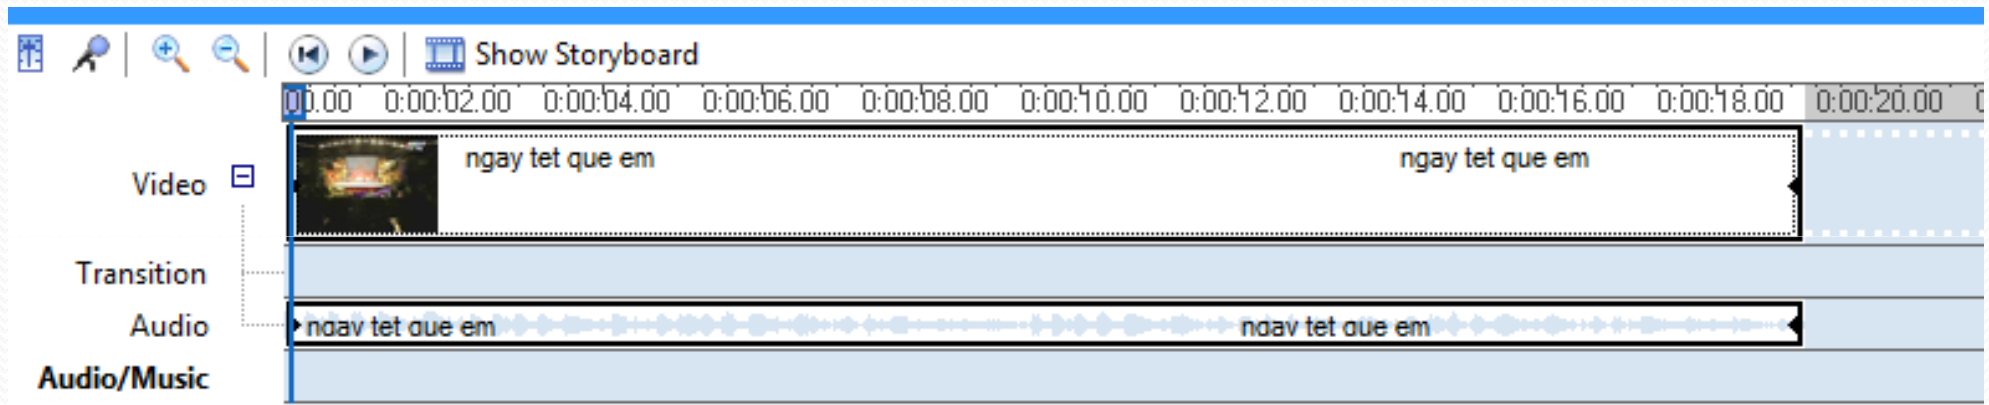 Show Storyboard
00.00 0:00:02.00 0:00:04.00 0:00:06.00 0:00:08.00 0:00:10.00 0:00:12.00 0:00:14.00 0:00:16.00 0:00:18.00 0:00:20.00
Video ngay tet que em ngay tet que em
Transition
Audio ngay tet que em ngay tet que em
Audio/Music